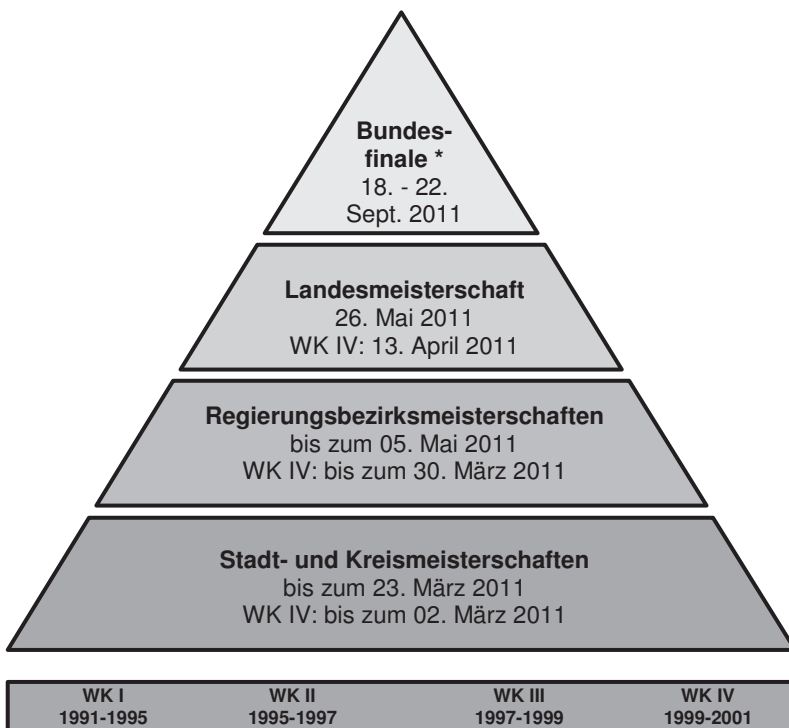 Bundes-
finale *
18. - 22.
Sept. 2011
Landesmeisterschaft
26. Mai 2011
WK IV: 13. April 2011
Regierungsbezirksmeisterschaften
bis zum 05. Mai 2011
WK IV: bis zum 30. März 2011
Stadt- und Kreismeisterschaften
bis zum 23. März 2011
WK IV: bis zum 02. März 2011
WK I WK II WK III WK IV
1991-1995 1995-1997 1997-1999 1999-2001